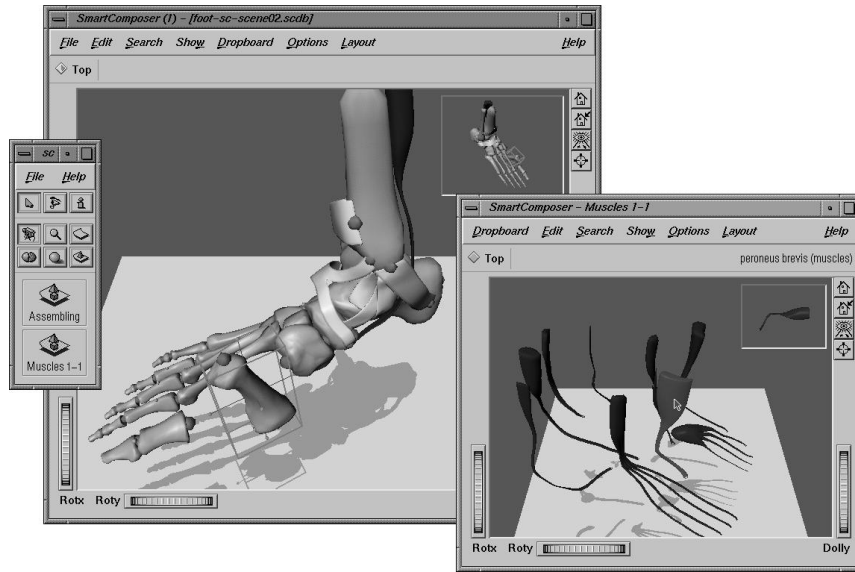 SmartComposer (1) - [foot-sc-scene02.scdb]
File Edit Search Show Dropboard Options Layout Help
Top
sc
File Help
Assembling
Muscles 1-1
Rotx Roty
SmartComposer - Muscles 1-1
Dropboard Edit Search Show Options Layout Help
Top peroneus brevis (muscles)
Rotx Roty Dolly